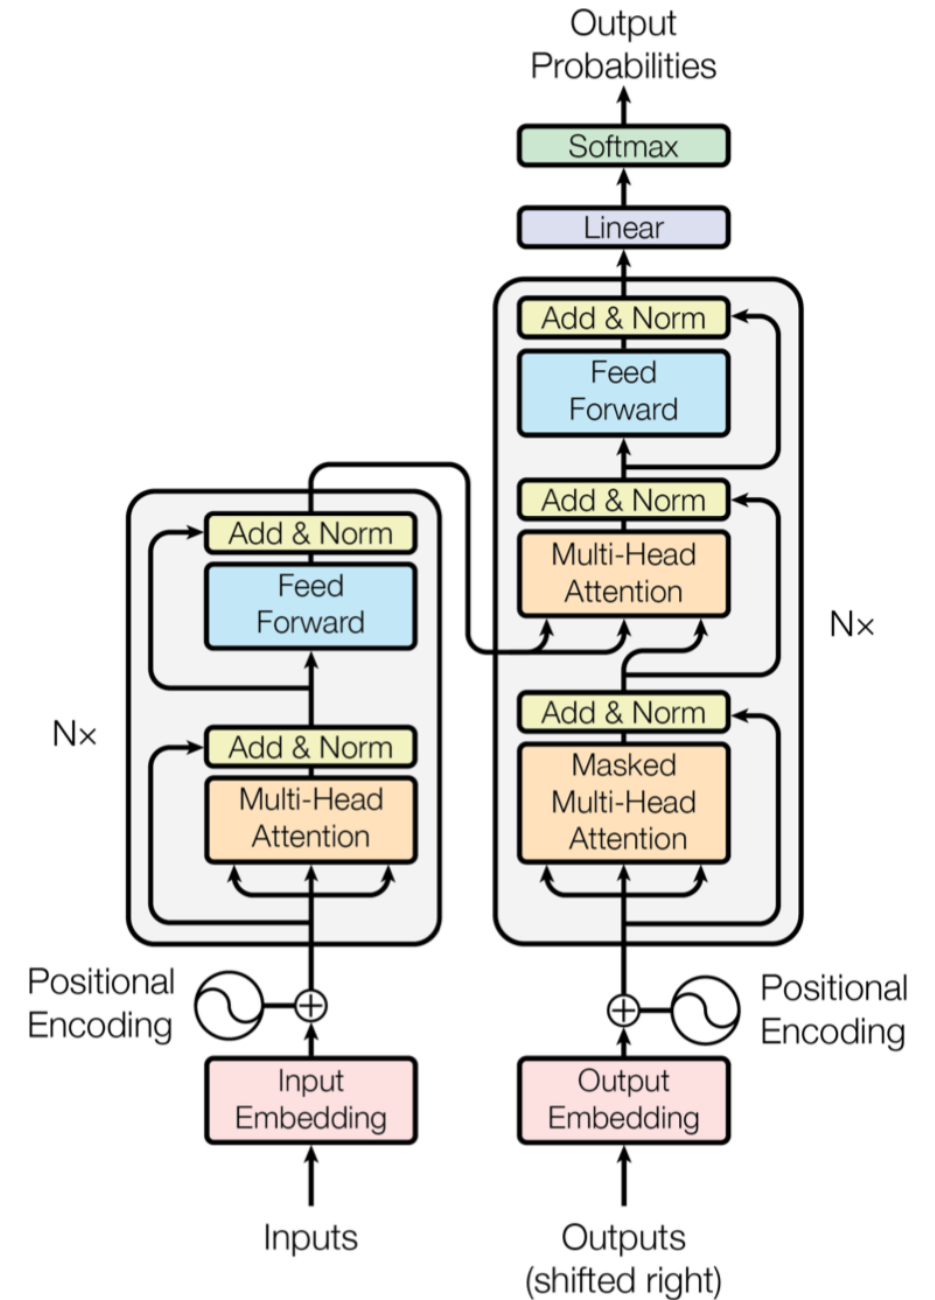 Output
Probabilities
Softmax
Linear
Add & Norm
Feed
Forward
Add & Norm
Multi-Head
Attention
Nx
Add & Norm
Masked
Multi-Head
Attention
Add & Norm
Feed
Forward
Nx
Add & Norm
Multi-Head
Attention
Positional
Encoding
Positional
Encoding
Input
Embedding
Output
Embedding
Inputs
Outputs
(shifted right)